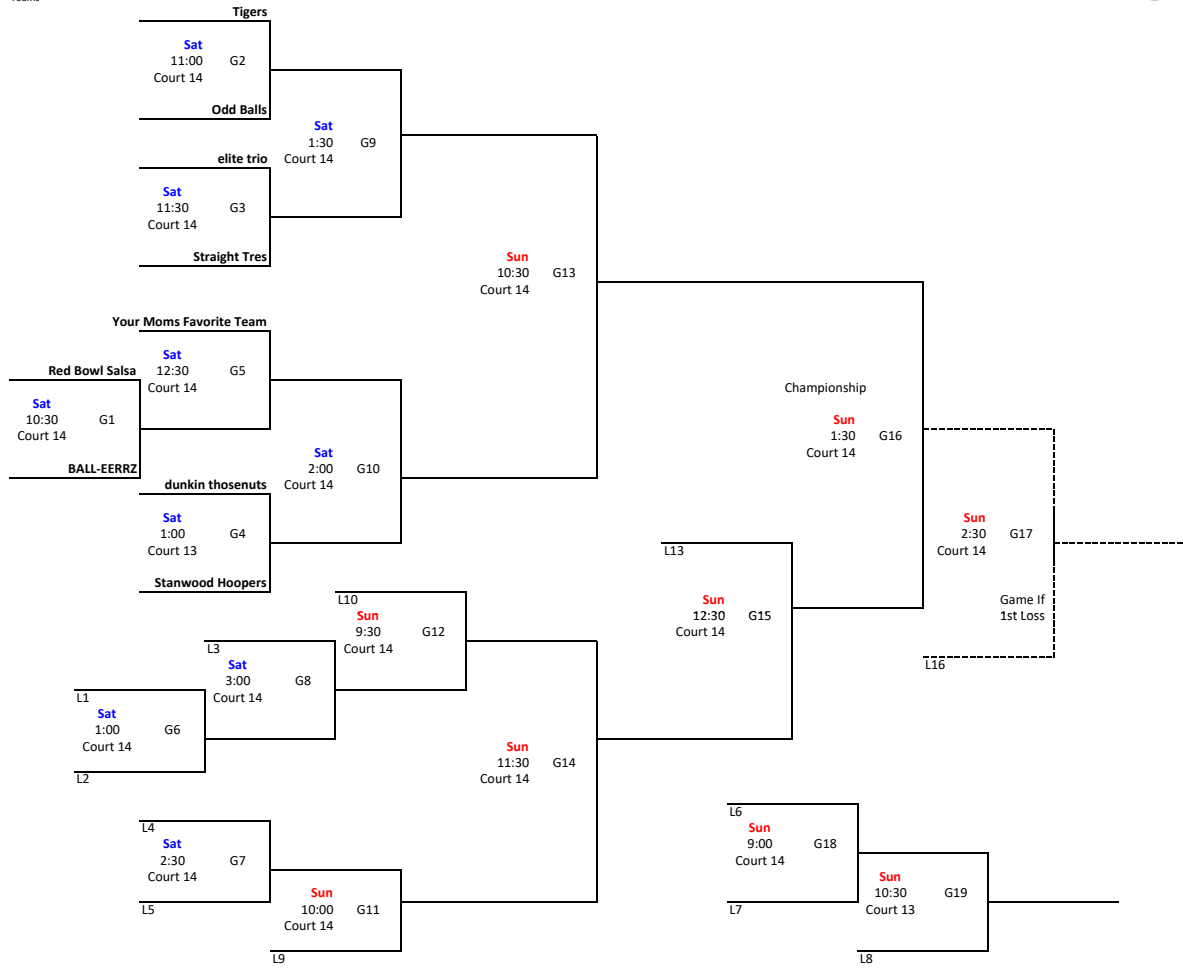 Teams
Tigers
Sat
11:00 G2
Court 14
Odd Balls
Sat
1:30 G9
Court 14
elite trio
Sat
11:30 G3
Court 14
Straight Tres
Sun
10:30 G13
Court 14
Your Moms Favorite Team
Sat
12:30 G5
Court 14
Red Bowl Salsa
Sat
10:30 G1
Court 14
BALL-EERRZ
Championship
Sun
1:30 G16
Court 14
Sat
2:00 G10
Court 14
dunkin thosenuts
Sat
1:00 G4
Court 13
Stanwood Hoopers
Sun
2:30 G17
Court 14
Game If
1st Loss
L16
L13
Sun
12:30 G15
Court 14
L10
Sun
9:30 G12
Court 14
L3
Sat
3:00 G8
Court 14
L1
Sat
1:00 G6
Court 14
L2
Sun
11:30 G14
Court 14
L4
Sat
2:30 G7
Court 14
L5
Sun
10:00 G11
Court 14
L9
L6
Sun
9:00 G18
Court 14
L7
Sun
10:30 G19
Court 13
L8